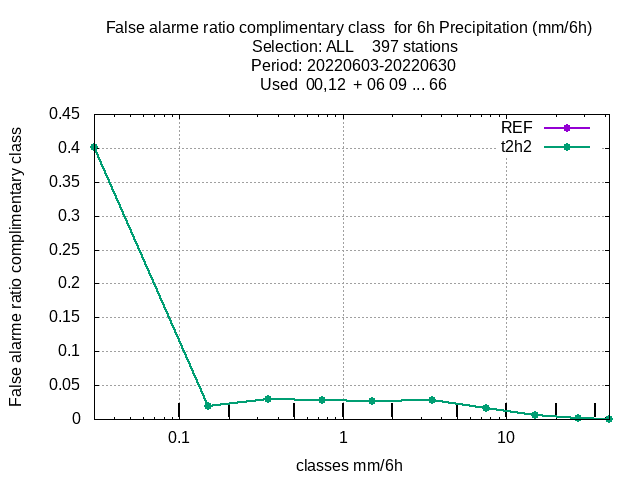 False alarme ratio complimentary class  for 6h Precipitation (mm/6h)
Selection: ALL    397 stations
Period: 20220603-20220630
Used  00,12  + 06 09 ... 66
False alarme ratio complimentary class
0.45
0.4
0.35
0.3
0.25
0.2
0.15
0.1
0.05
0
REF
t2h2
0.1
1
10
classes mm/6h